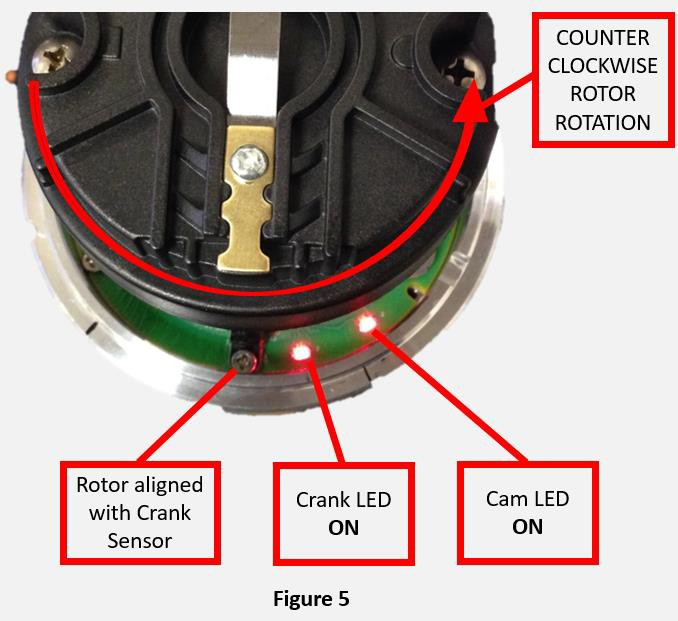 COUNTER
CLOCKWISE
ROTOR
ROTATION
Rotor aligned
with Crank
Sensor
Crank LED
ON
Cam LED
ON
Figure 5